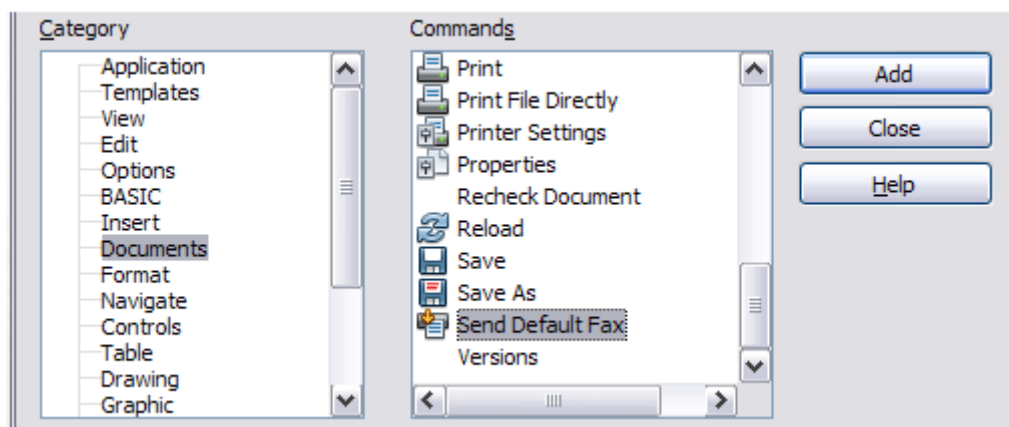 Category
Application
Templates
View
Edit
Options
BASIC
Insert
Documents
Format
Navigate
Controls
Table
Drawing
Graphic
Commands
Print
Print File Directly
Printer Settings
Properties
Recheck Document
Reload
Save
Save As
Send Default Fax
Versions
Add
Close
Help